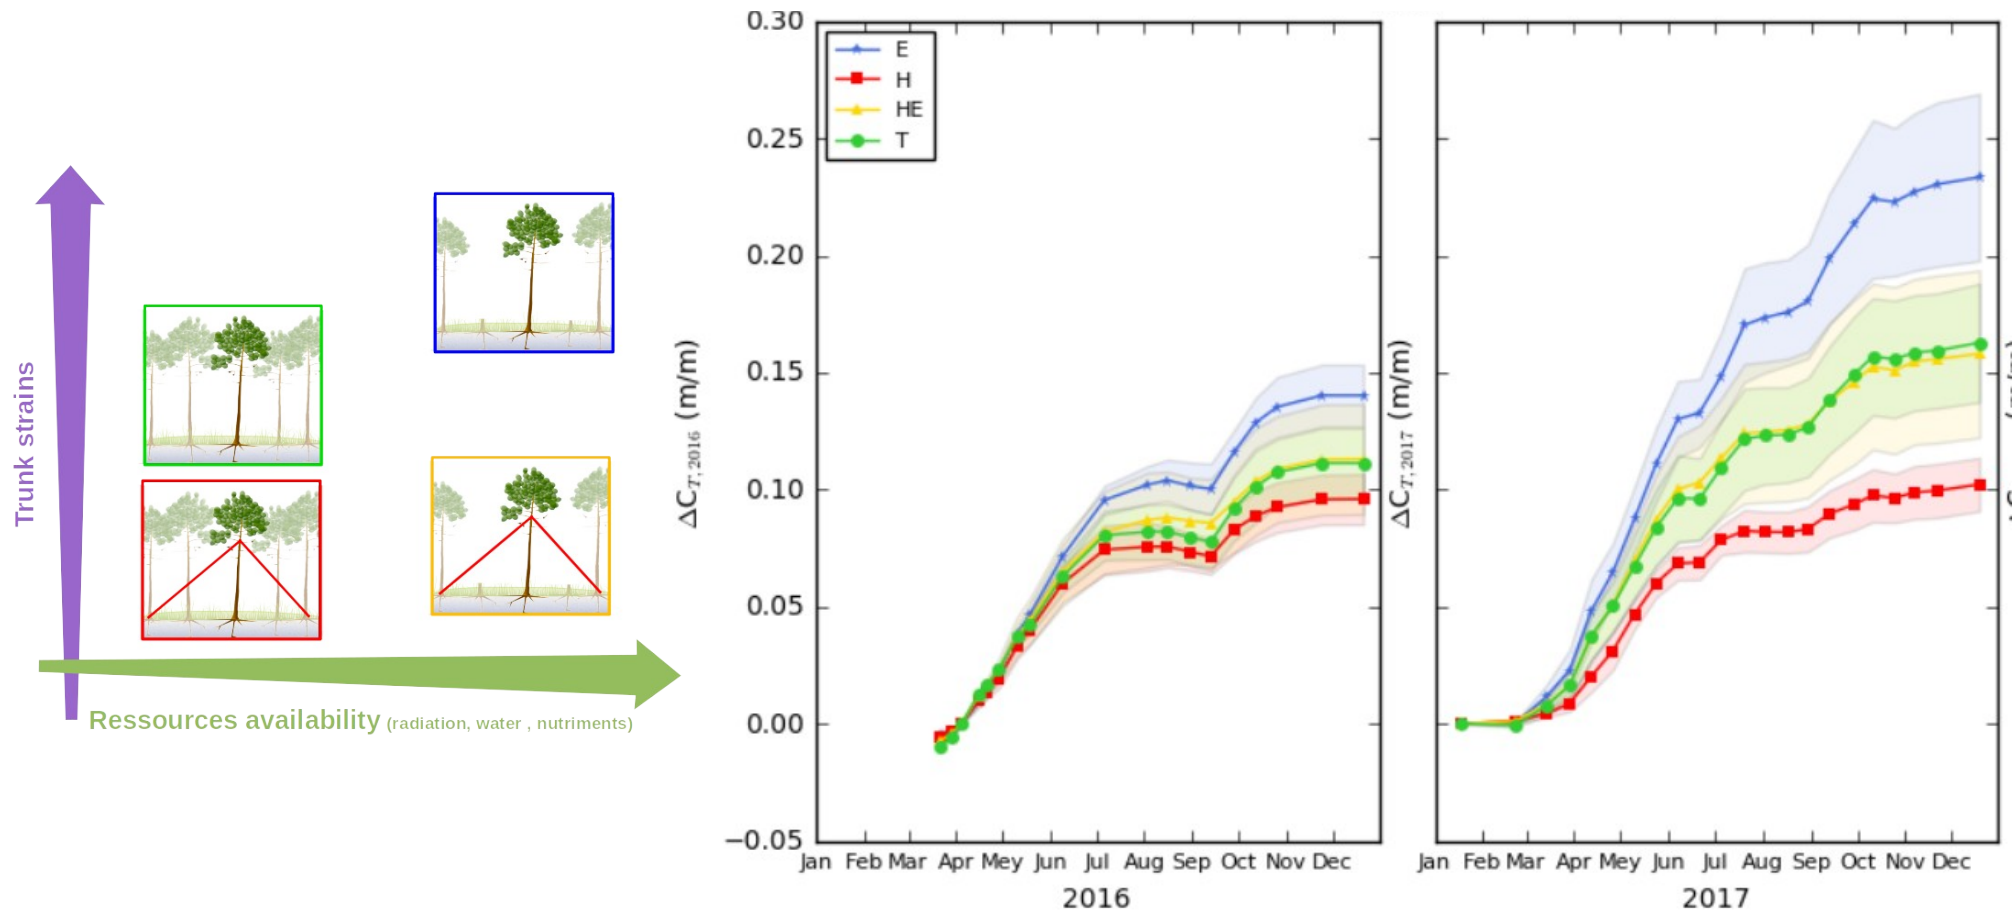 Trunk strains
Ressources availability (radiation, water , nutriments)
ΔC_T,2016 (m/m)
0.30
0.25
0.20
0.15
0.10
0.05
0.00
−0.05
E
H
HE
T
Jan Feb Mar Apr Mey Jun Jul Aug Sep Oct Nov Dec
2016
ΔC_T,2017 (m/m)
Jan Feb Mar Apr Mey Jun Jul Aug Sep Oct Nov Dec
2017